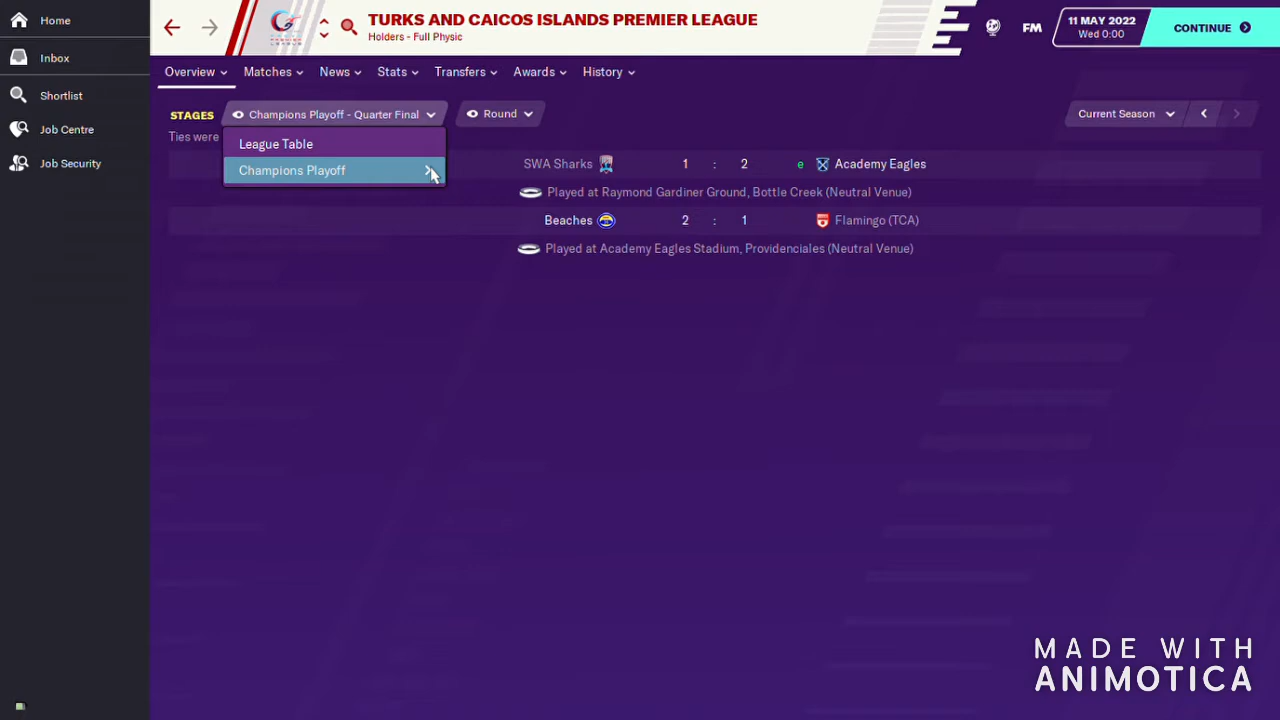 Home
Inbox
Shortlist
Job Centre
Job Security
TURKS AND CAICOS ISLANDS PREMIER LEAGUE
Holders - Full Physic
FM
11 MAY 2022
Wed 0:00
CONTINUE
Overview Matches News Stats Transfers Awards History
STAGES Champions Playoff - Quarter Final Round Current Season
Ties were
League Table
Champions Playoff
SWA Sharks 1 : 2 e Academy Eagles
Played at Raymond Gardiner Ground, Bottle Creek (Neutral Venue)
Beaches 2 : 1 Flamingo (TCA)
Played at Academy Eagles Stadium, Providenciales (Neutral Venue)
MADE WITH
ANIMOTICA